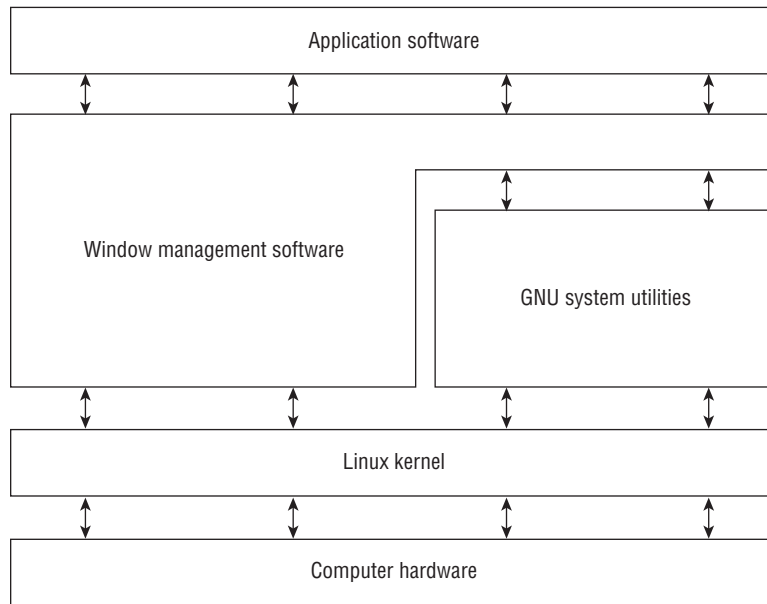 Application software
Window management software
GNU system utilities
Linux kernel
Computer hardware